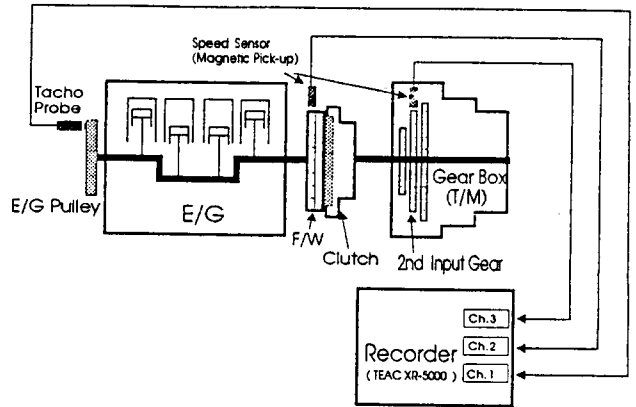 Speed Sensor
(Magnetic Pick-up)
Tacho
Probe
E/G Pulley
E/G
F/W
Clutch
Gear Box
(T/M)
2nd Input Gear
Ch.3
Ch.2
Ch.1
Recorder
( TEAC XR-5000 )